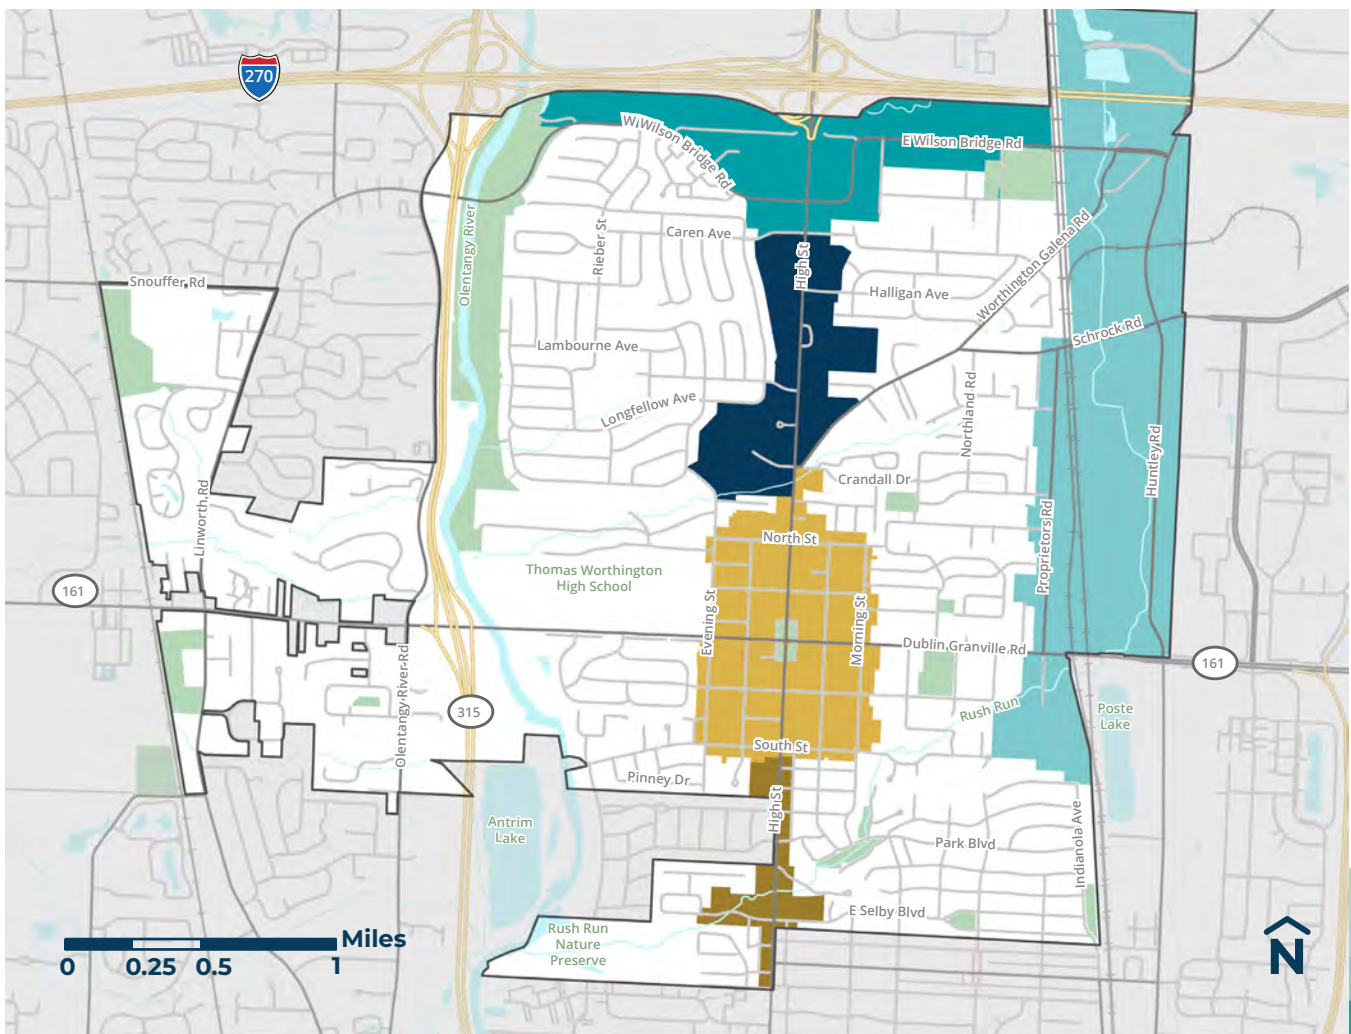 270
W Wilson Bridge Rd
E Wilson Bridge Rd
Olentangy River
Rieber St
Caren Ave
High St
Worthington Galena Rd
Snouffer Rd
Halligan Ave
Schrock Rd
Lambourne Ave
Longfellow Ave
Northland Rd
Huntley Rd
Linworth Rd
Crandall Dr
Proprietors Rd
North St
Thomas Worthington
High School
161
Evening St
Morning St
Dublin Granville Rd
161
Olentangy River Rd
315
Rush Run
Poste
Lake
South St
Pinney Dr
High St
Antrim
Lake
Park Blvd
Indianola Ave
E Selby Blvd
Rush Run
Nature
Preserve
Miles
0 0.25 0.5 1
N